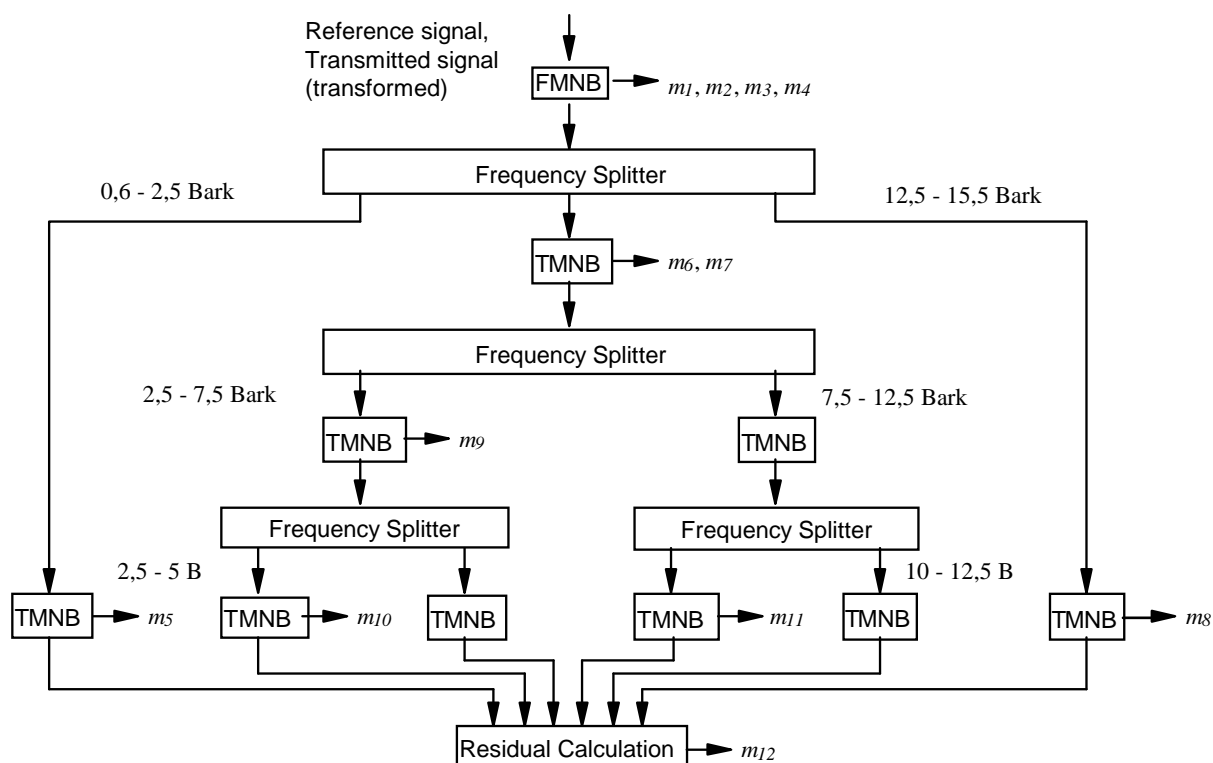 Reference signal,
Transmitted signal
(transformed)
FMNB
m1, m2, m3, m4
Frequency Splitter
0,6 - 2,5 Bark
12,5 - 15,5 Bark
TMNB
m6, m7
Frequency Splitter
2,5 - 7,5 Bark
7,5 - 12,5 Bark
TMNB
m9
TMNB
Frequency Splitter
Frequency Splitter
2,5 - 5 B
10 - 12,5 B
TMNB
m5
TMNB
m10
TMNB
TMNB
m11
TMNB
TMNB
m8
Residual Calculation
m12